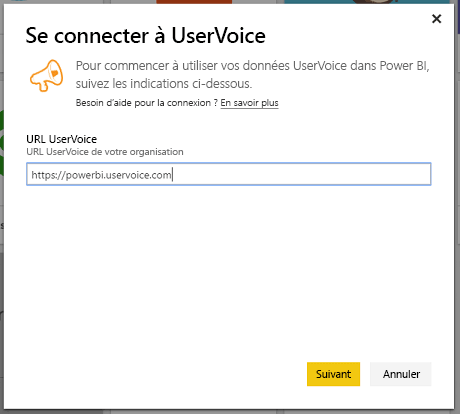 Se connecter à UserVoice
Pour commencer à utiliser vos données UserVoice dans Power BI,
suivez les indications ci-dessous.
Besoin d'aide pour la connexion ? En savoir plus
URL UserVoice
URL UserVoice de votre organisation
https://powerbi.uservoice.com
Suivant
Annuler